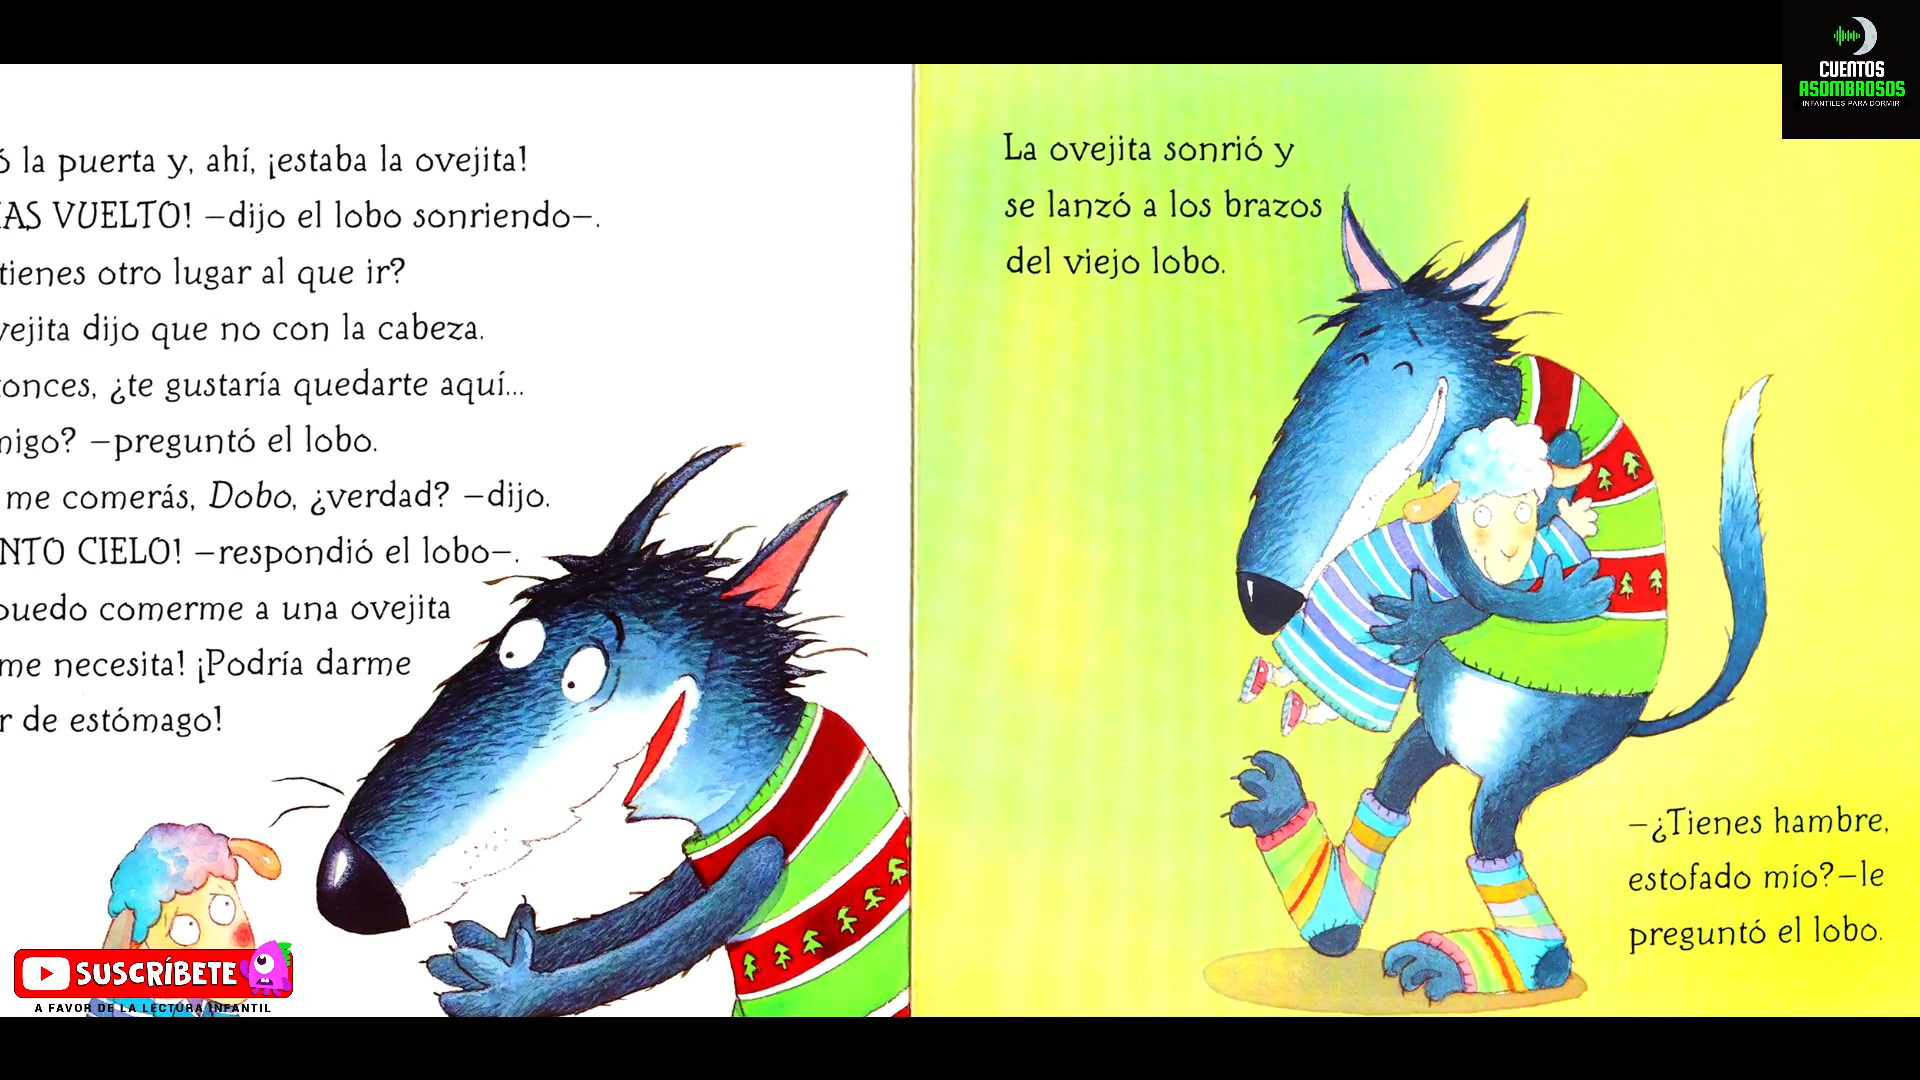 ó la puerta y, ahí, ¡estaba la ovejita!
AS VUELTO! –dijo el lobo sonriendo–.
tienes otro lugar al que ir?
vejita dijo que no con la cabeza.
tonces, ¿te gustaría quedarte aquí...
migo? –preguntó el lobo.
me comerás, Dobo, ¿verdad? –dijo.
NTO CIELO! –respondió el lobo–.
puedo comerme a una ovejita
me necesita! ¡Podría darme
r de estómago!
La ovejita sonrió y
se lanzó a los brazos
del viejo lobo.
–¿Tienes hambre,
estofado mío?–le
preguntó el lobo.
CUENTOS
ASOMBROSOS
INFANTILES PARA DORMIR
SUSCRÍBETE
A FAVOR DE LA LECTURA INFANTIL